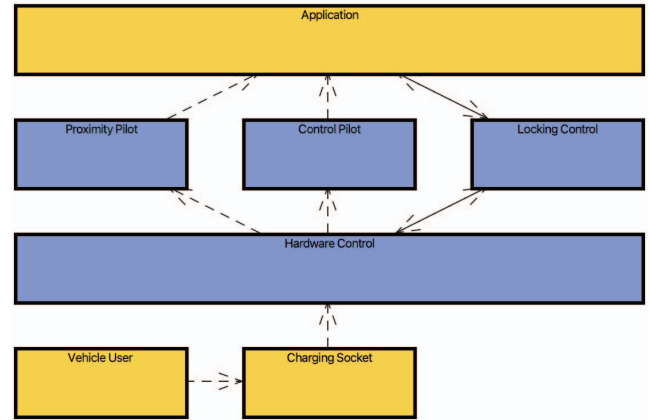 Application
Proximity Pilot
Control Pilot
Locking Control
Hardware Control
Vehicle User
Charging Socket